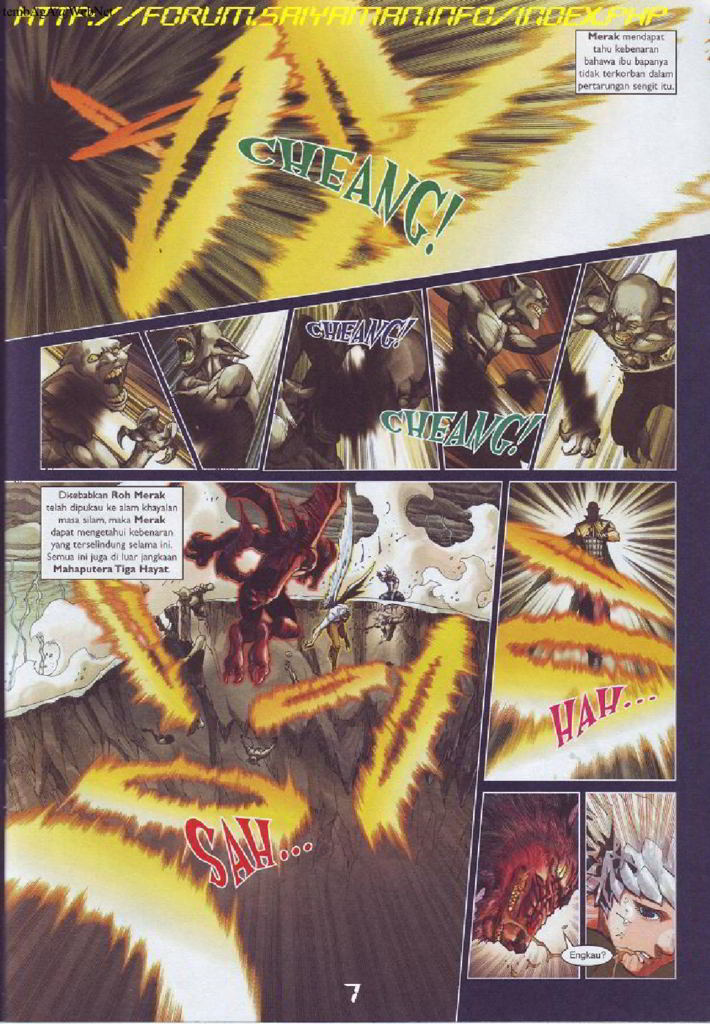 HTTP://FORUM.SAIYAMAN.INFO/INDEX.PHP
Merak mendapat
tahu kebenaran
bahawa ibu bapanya
tidak terkorban dalam
pertarungan sengit itu.
CHEANG!
CHEANG!
CHEANG!
Disebabkan Roh Merak
telah dipukau ke alam khayalan
masa silam, maka Merak
dapat mengetahui kebenaran
yang terselindung selama ini.
Semua ini juga di luar jangkaan
Mahaputera Tiga Hayat.
HAH...
SAH...
Engkau?
7